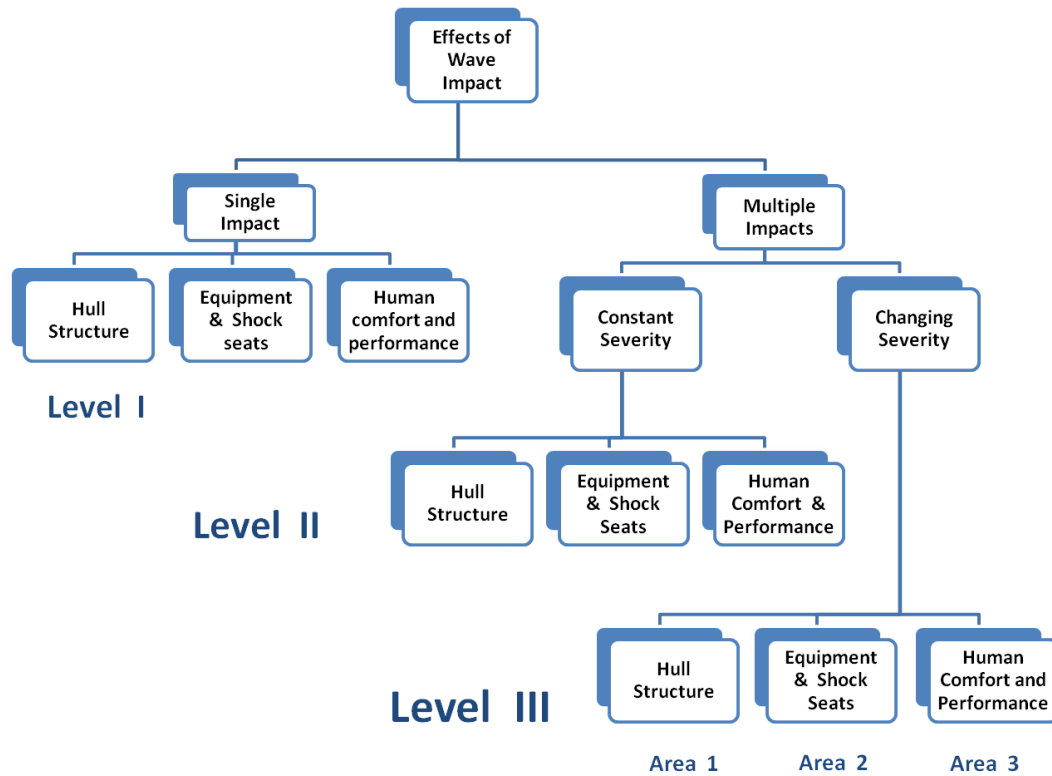 Effects of
Wave
Impact
Single
Impact
Multiple
Impacts
Hull
Structure
Equipment
& Shock
seats
Human
comfort and
performance
Constant
Severity
Changing
Severity
Level I
Hull
Structure
Equipment
& Shock
Seats
Human
Comfort &
Performance
Level II
Hull
Structure
Equipment
& Shock
Seats
Human
Comfort and
Performance
Level III
Area 1
Area 2
Area 3